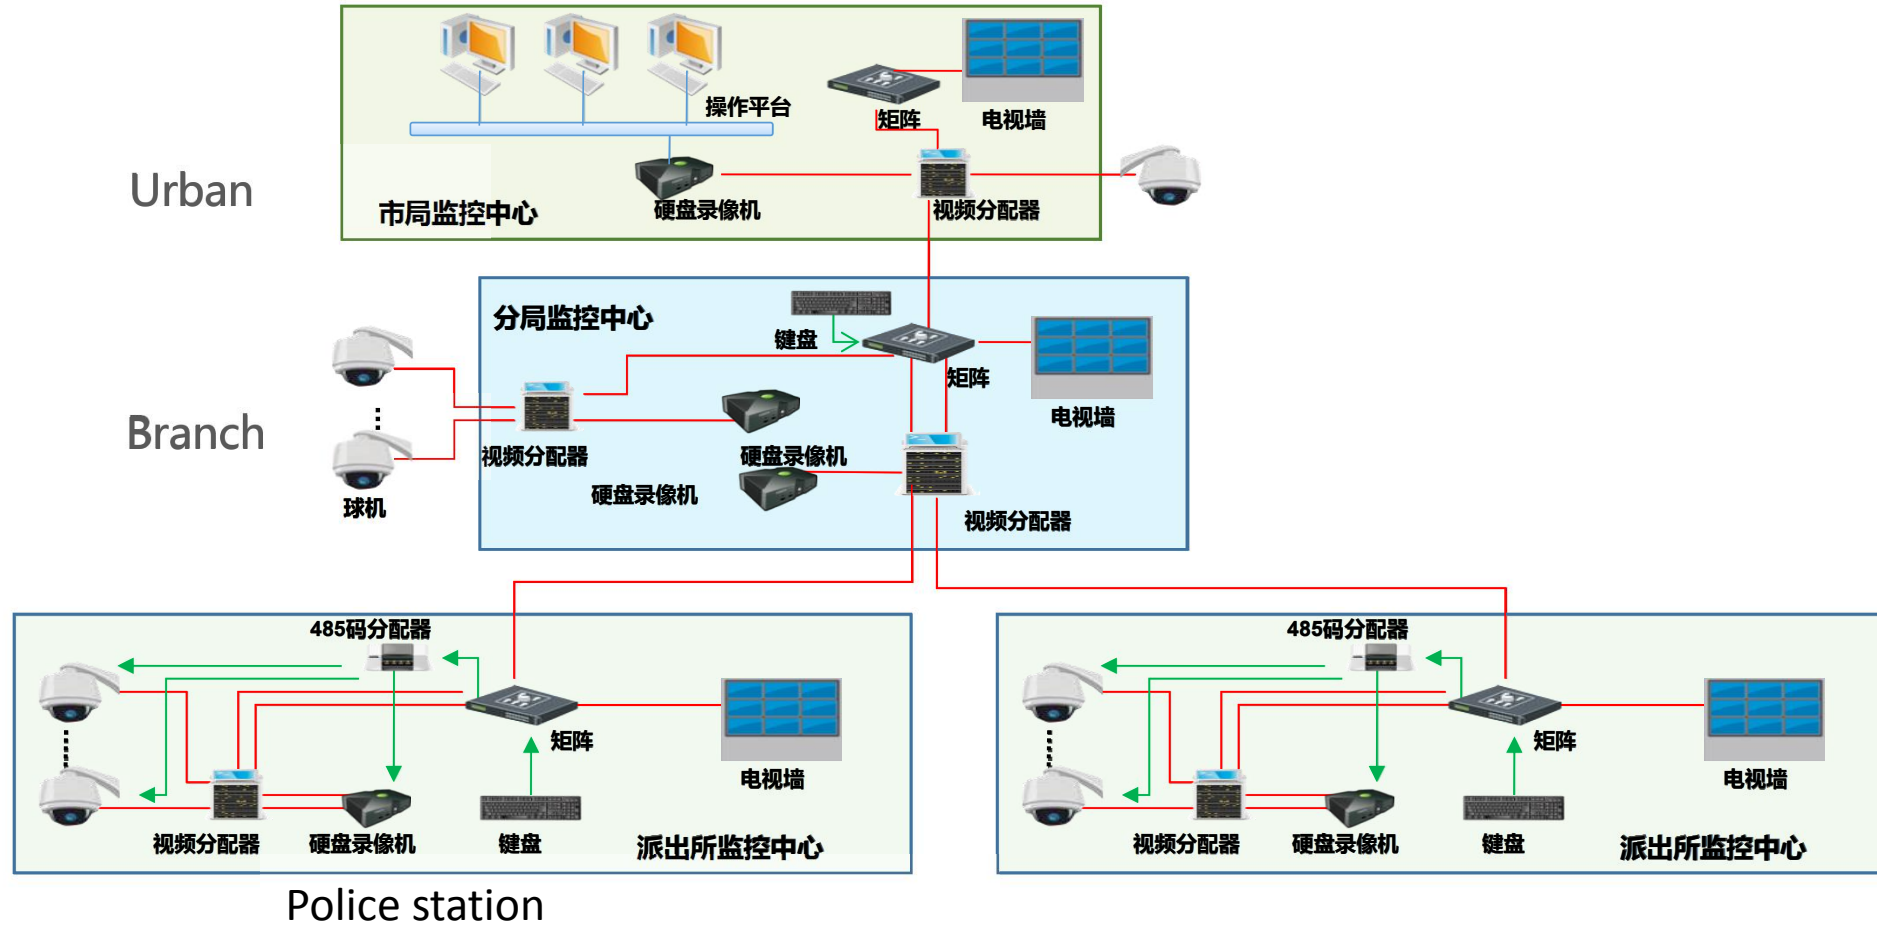 操作平台
矩阵
电视墙
Urban
市局监控中心
硬盘录像机
视频分配器
分局监控中心
键盘
矩阵
电视墙
Branch
视频分配器
硬盘录像机
硬盘录像机
球机
视频分配器
485码分配器
矩阵
电视墙
视频分配器
硬盘录像机
键盘
派出所监控中心
485码分配器
矩阵
电视墙
视频分配器
硬盘录像机
键盘
派出所监控中心
Police station